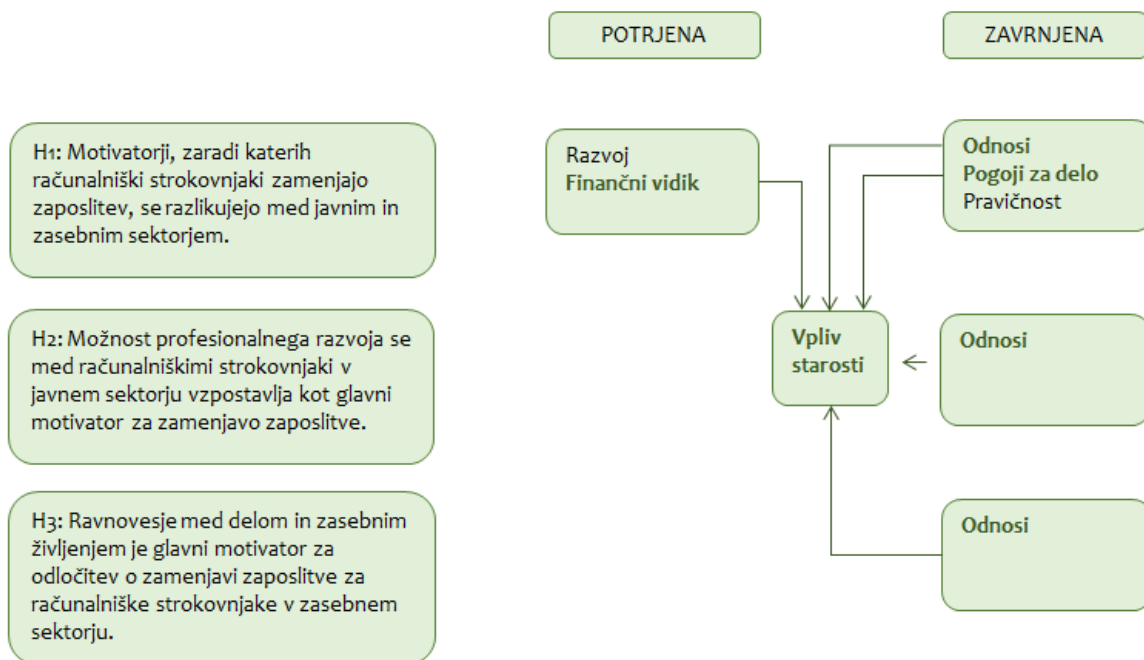 POTRJENA
ZAVRNJENA
H1: Motivatorji, zaradi katerih
računalniški strokovnjaki zamenjajo
zaposlitev, se razlikujejo med javnim in
zasebnim sektorjem.
Razvoj
Finančni vidik
Odnosi
Pogoji za delo
Pravičnost
H2: Možnost profesionalnega razvoja se
med računalniškimi strokovnjaki v
javnem sektorju vzpostavlja kot glavni
motivator za zamenjavo zaposlitve.
Vpliv
starosti
Odnosi
H3: Ravnovesje med delom in zasebnim
življenjem je glavni motivator za
odločitev o zamenjavi zaposlitve za
računalniške strokovnjake v zasebnem
sektorju.
Odnosi